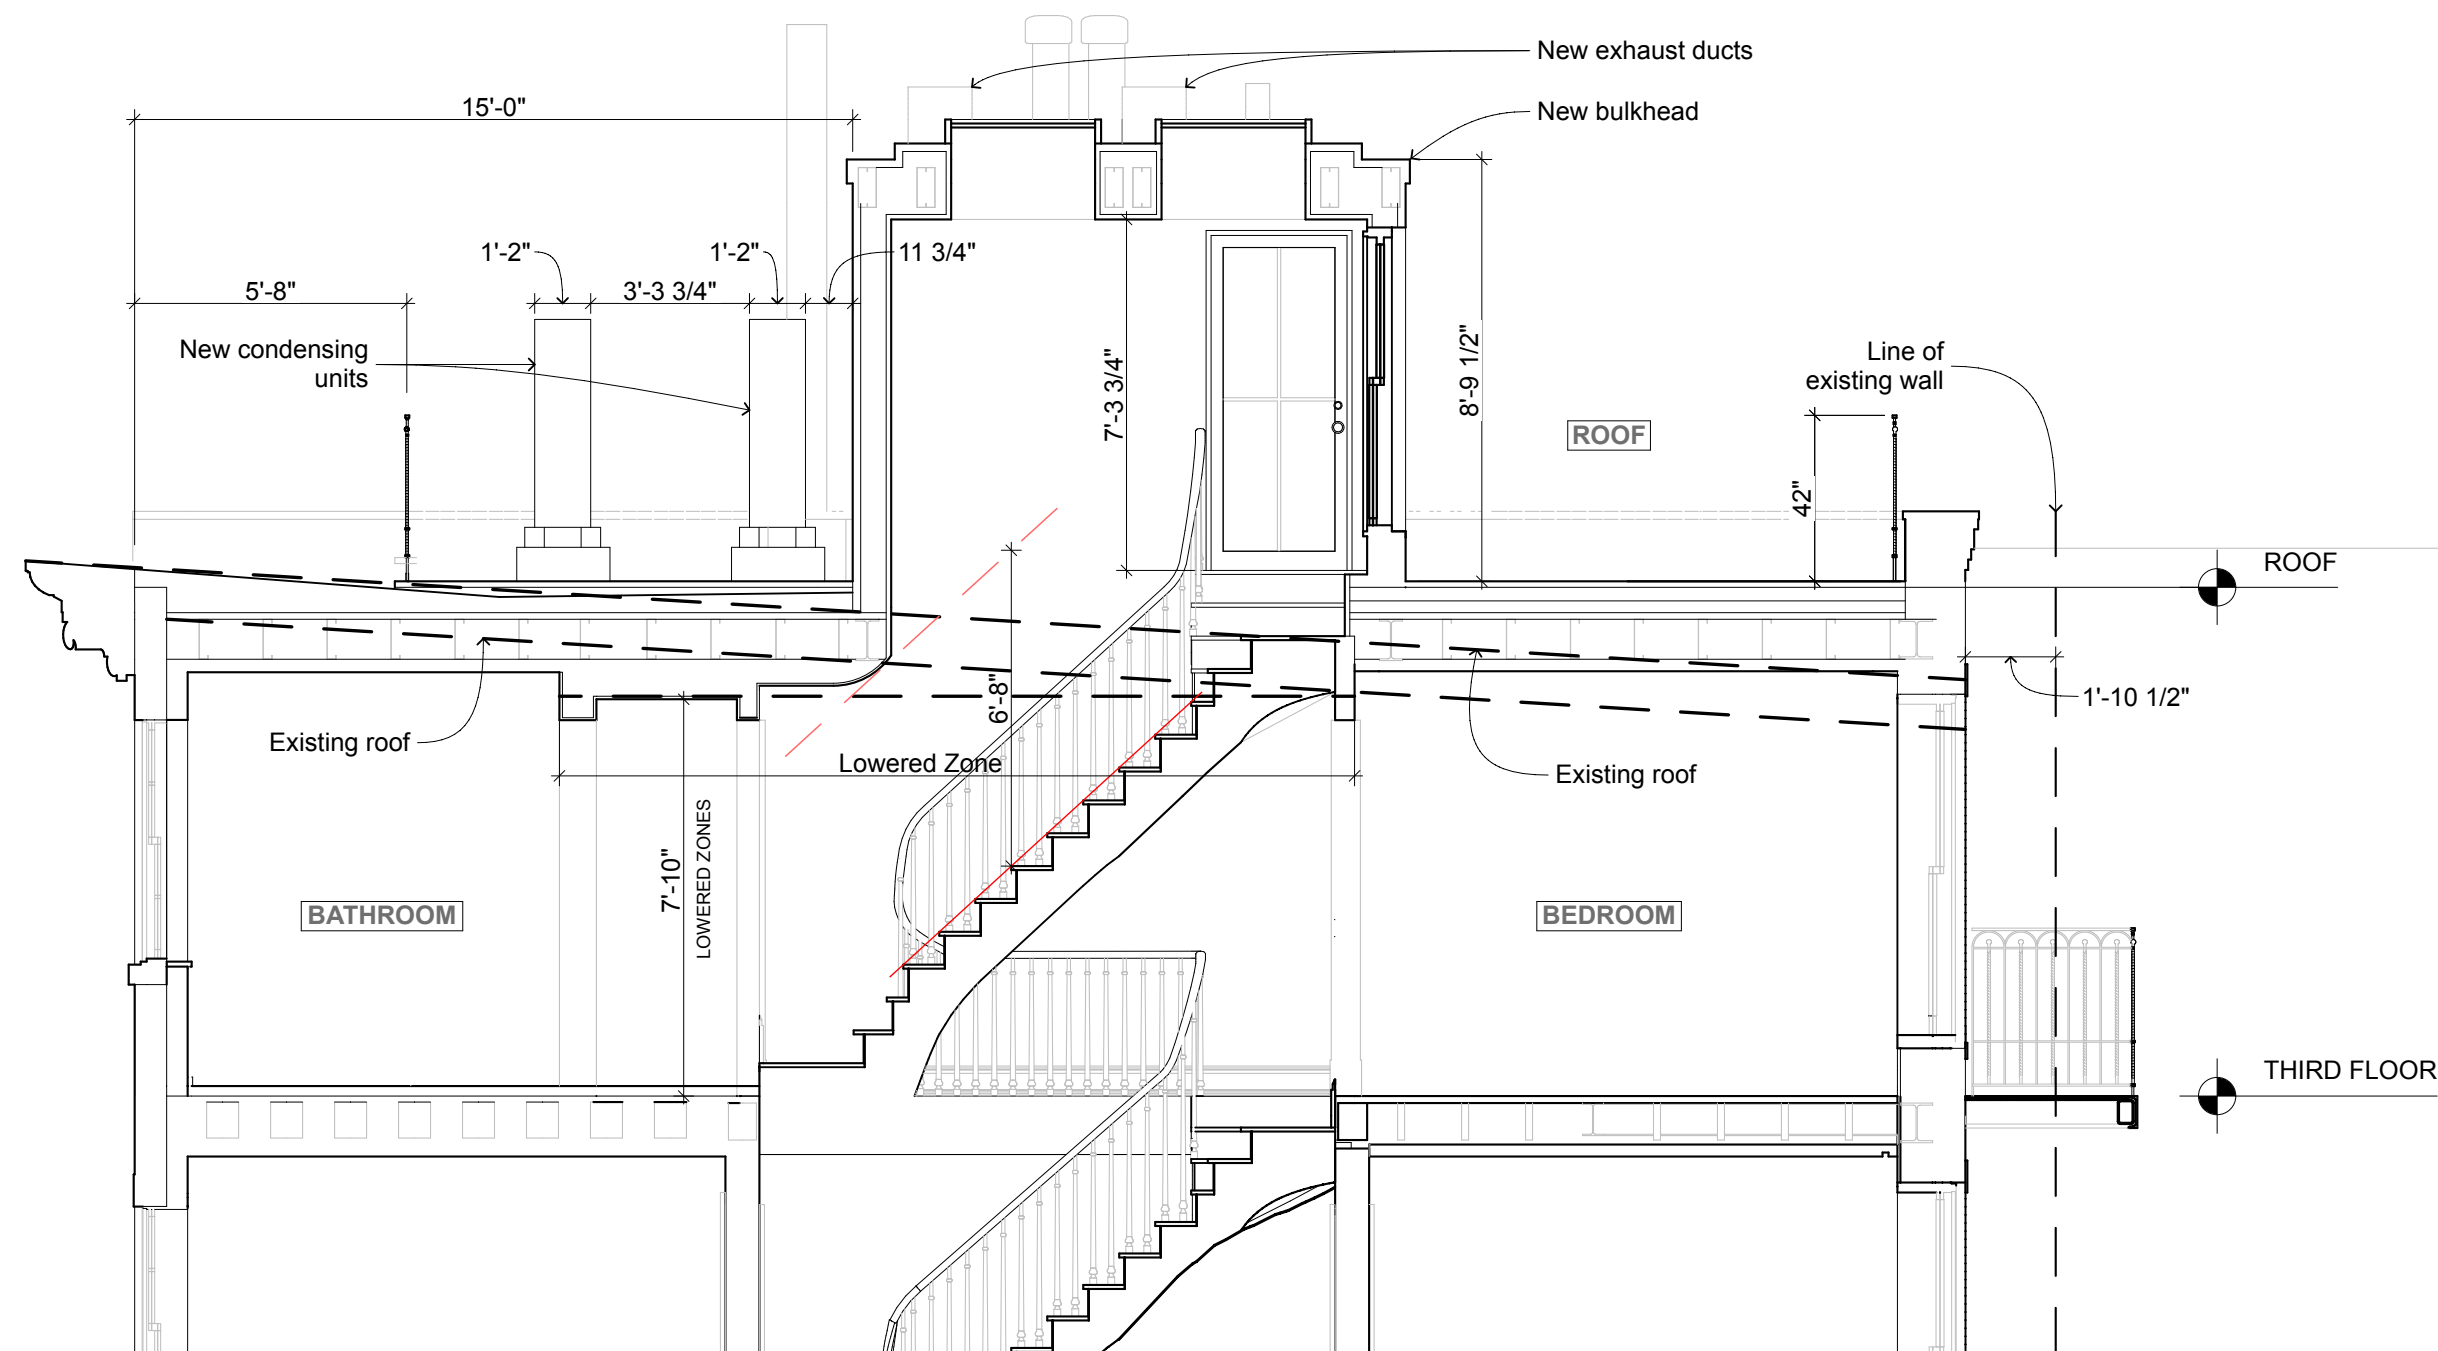 New exhaust ducts
15'-0"
New bulkhead
1'-2"
1'-2"
11 3/4"
5'-8"
3'-3 3/4"
New condensing
units
7'-3 3/4"
8'-9 1/2"
Line of
existing wall
ROOF
42"
ROOF
6'-8"
1'-10 1/2"
Existing roof
Lowered Zone
Existing roof
7'-10"
LOWERED ZONES
BATHROOM
BEDROOM
THIRD FLOOR